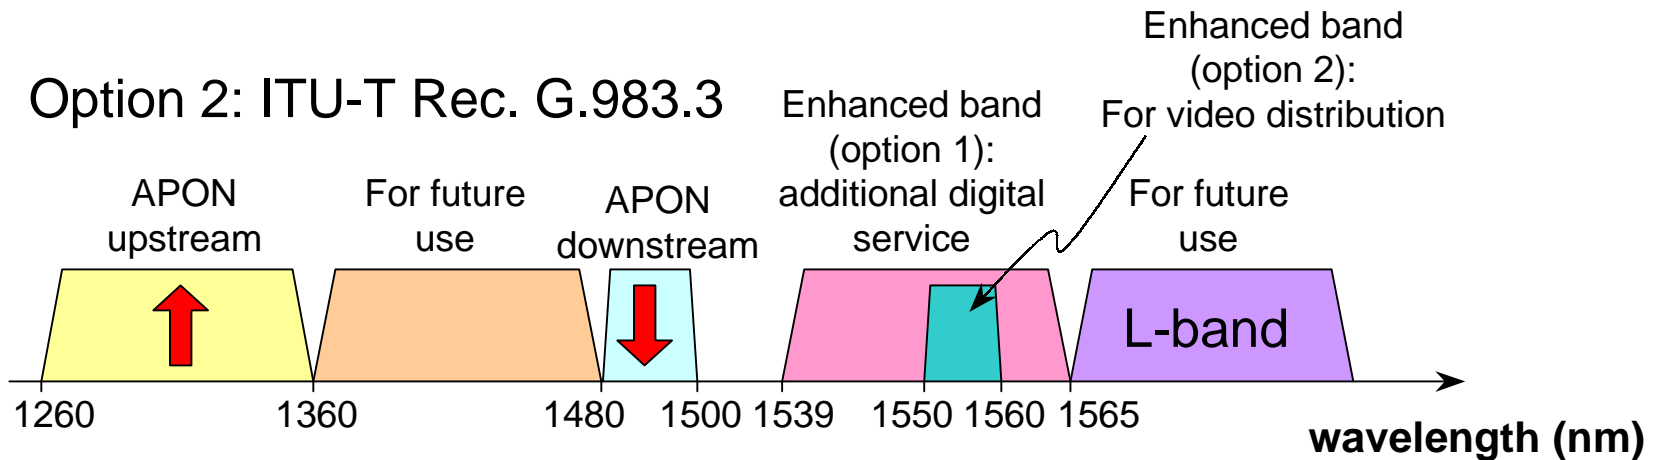 Option 2: ITU-T Rec. G.983.3
Enhanced band
(option 2):
For video distribution
Enhanced band
(option 1):
additional digital
service
APON
upstream
For future
use
APON
downstream
For future
use
L-band
1260
1360
1480
1500
1539
1550
1560
1565
wavelength (nm)